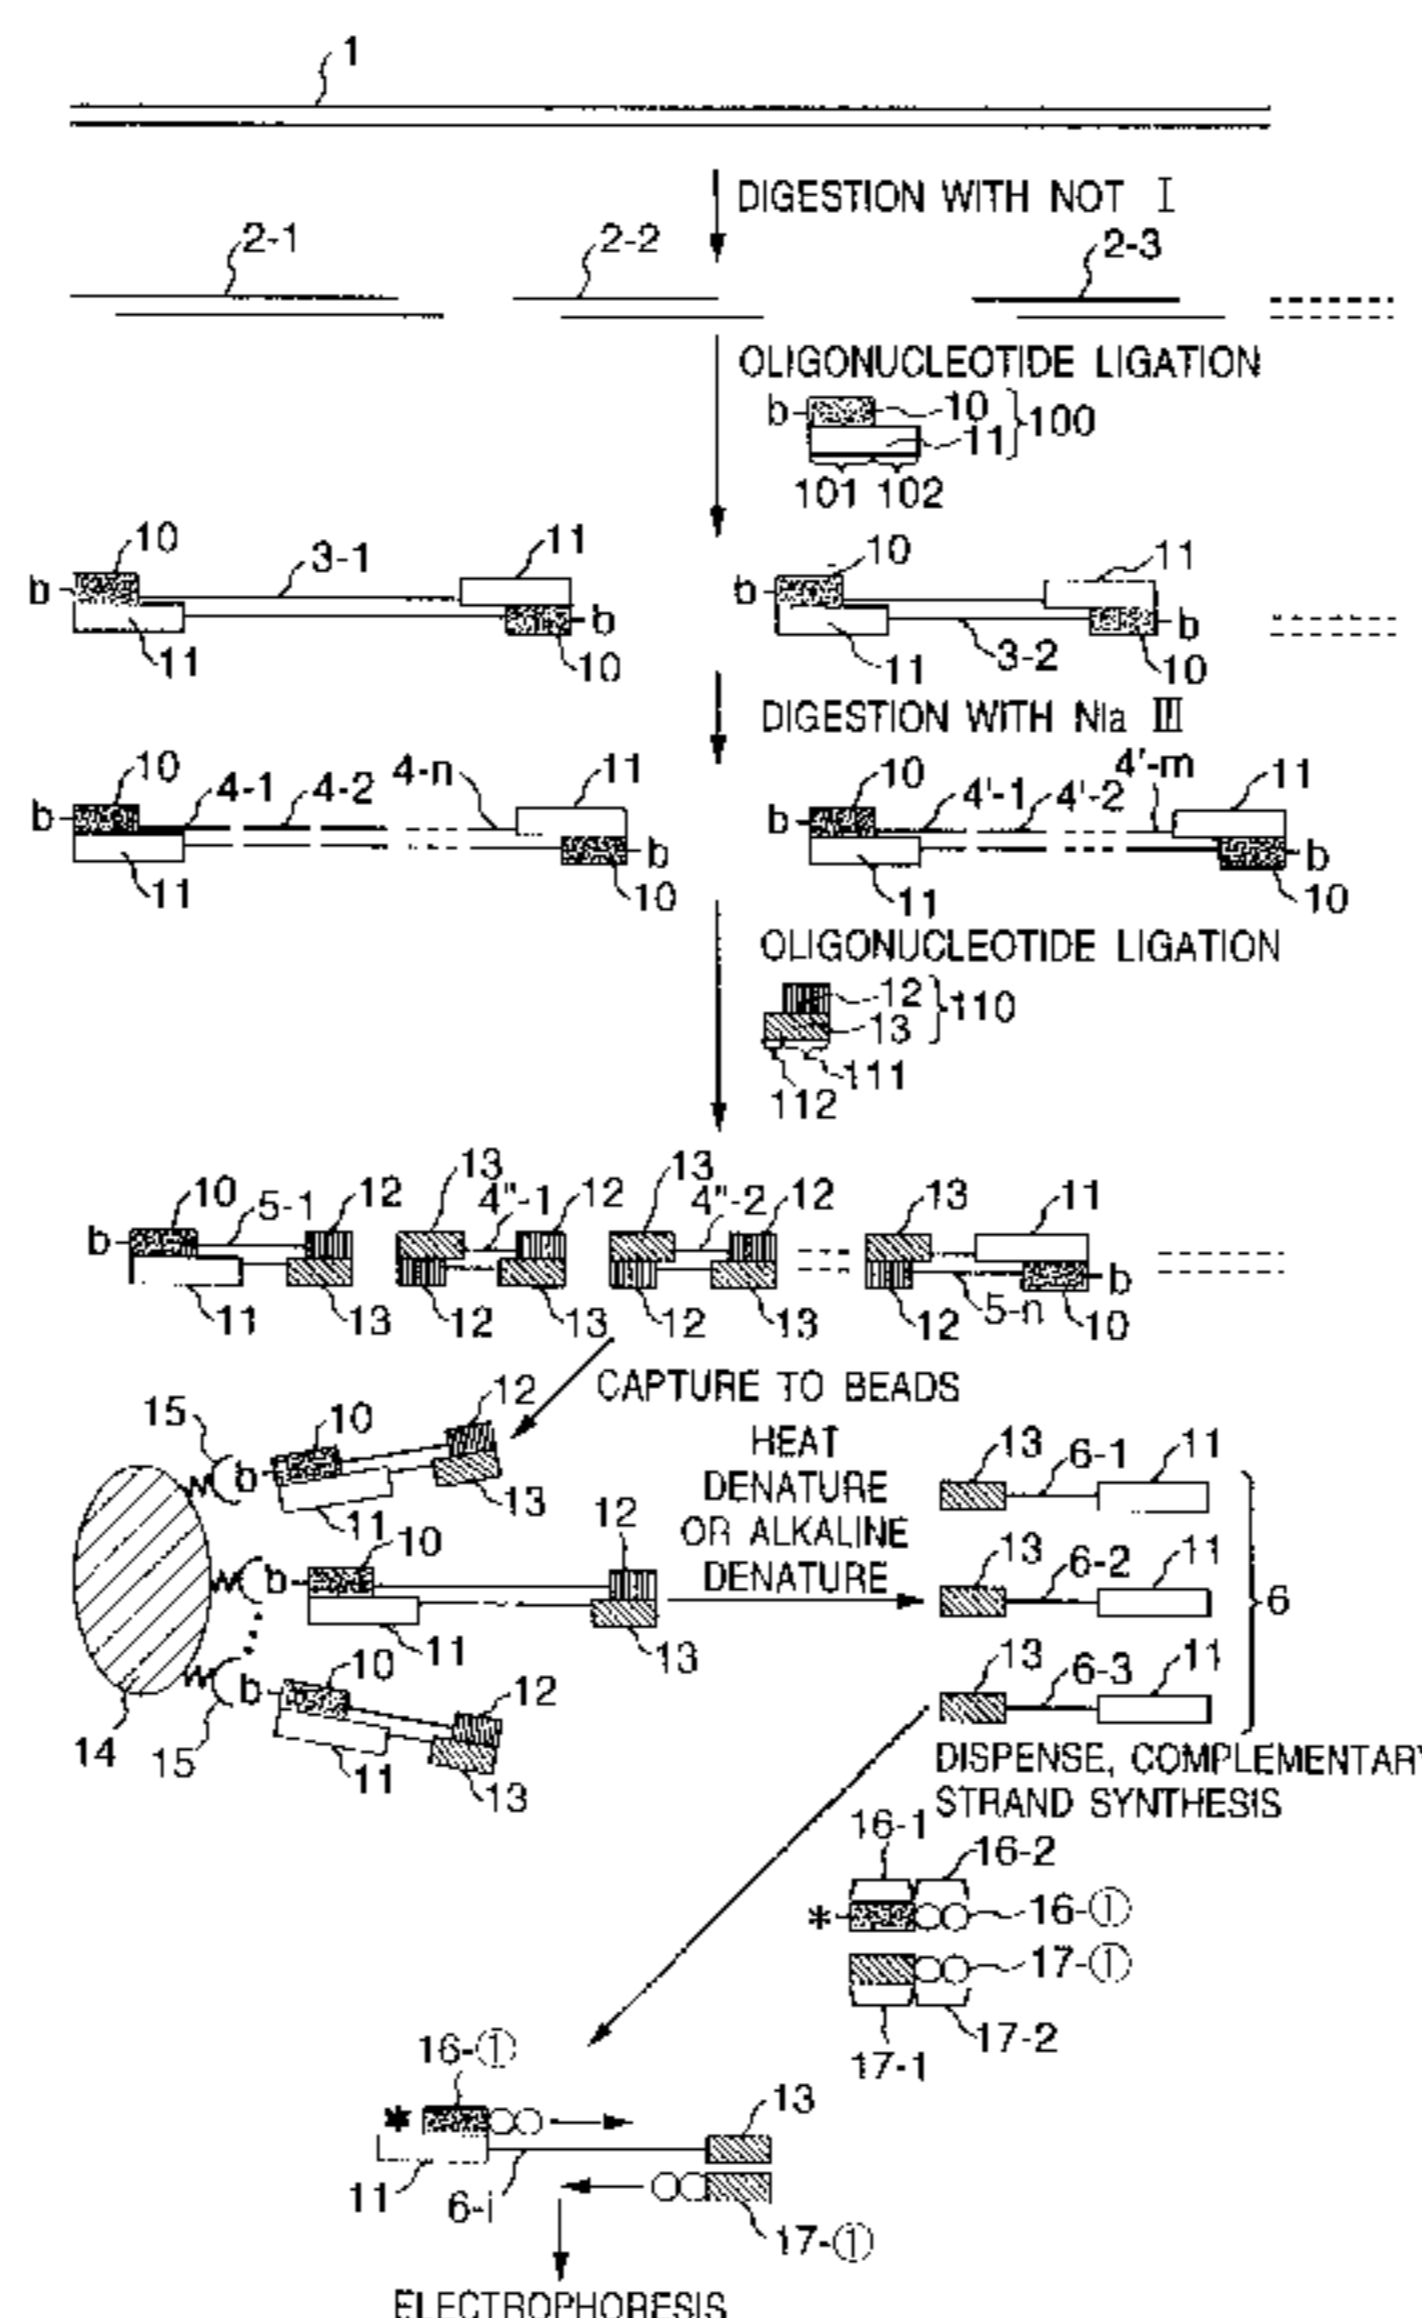 1
DIGESTION WITH NOT I
2-1 2-2 2-3
OLIGONUCLEOTIDE LIGATION
b 10 100
11
101 102
10 3-1 11 10 11
b b
b b
11 10 11 3-2 10
DIGESTION WITH Nla III
10 4-1 4-2 4-n 11 10 4'-1 4'-2 4'-m 11
b b
b b
11 10 11 10
OLIGONUCLEOTIDE LIGATION
12 110
13
111
112
10 5-1 12 13 4"-1 12 13 4"-2 12 13 11
b b
11 13 12 13 12 13 12 5-n 10
CAPTURE TO BEADS
15 10 12
b
11 13
HEAT
DENATURE
OR ALKALINE
DENATURE
13 6-1 11
10 12
b
11 13
13 6-2 11
6
10 12
b
14 15 11 13
13 6-3 11
DISPENSE, COMPLEMENTARY
STRAND SYNTHESIS
16-1
16-2
* 16-①
17-①
17-2
17-1
16-①
* 13
11 6-i
17-①
ELECTROPHORESIS